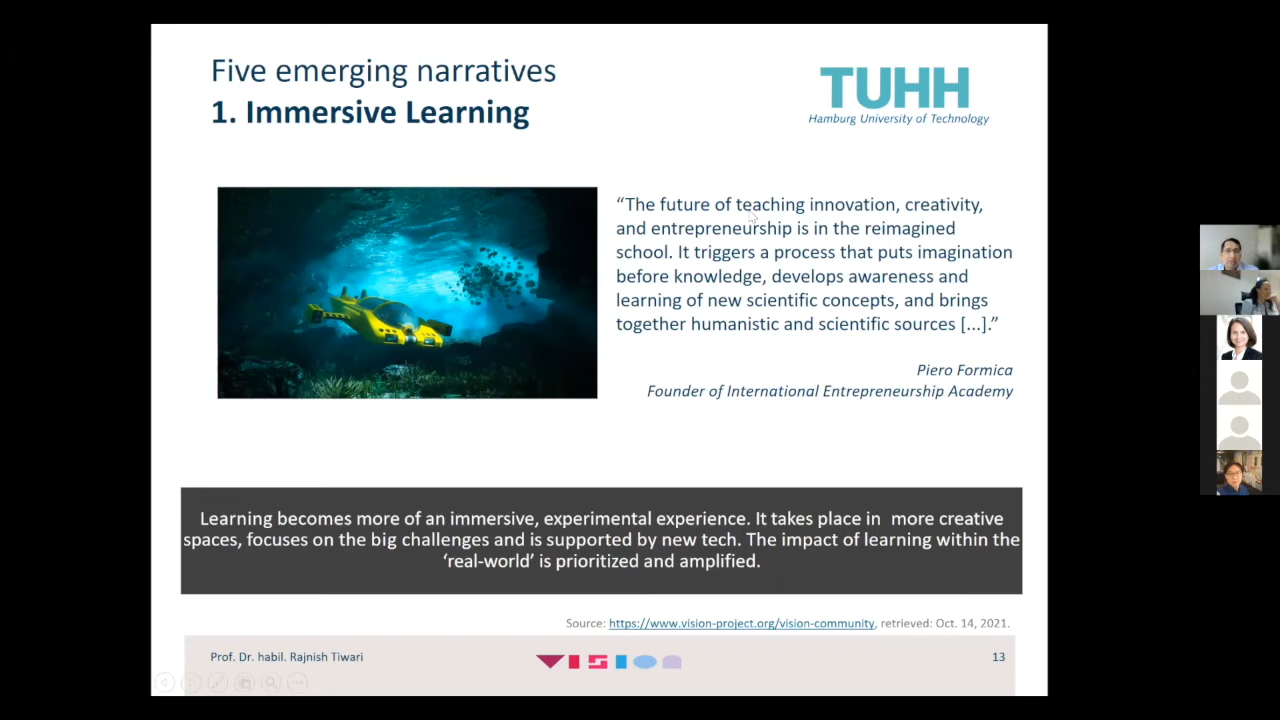 Five emerging narratives
1. Immersive Learning
TUHH
Hamburg University of Technology
“The future of teaching innovation, creativity,
and entrepreneurship is in the reimagined
school. It triggers a process that puts imagination
before knowledge, develops awareness and
learning of new scientific concepts, and brings
together humanistic and scientific sources [...].”
Piero Formica
Founder of International Entrepreneurship Academy
Learning becomes more of an immersive, experimental experience. It takes place in  more creative
spaces, focuses on the big challenges and is supported by new tech. The impact of learning within the
‘real-world’ is prioritized and amplified.
Source: https://www.vision-project.org/vision-community, retrieved: Oct. 14, 2021.
Prof. Dr. habil. Rajnish Tiwari
VISION
13